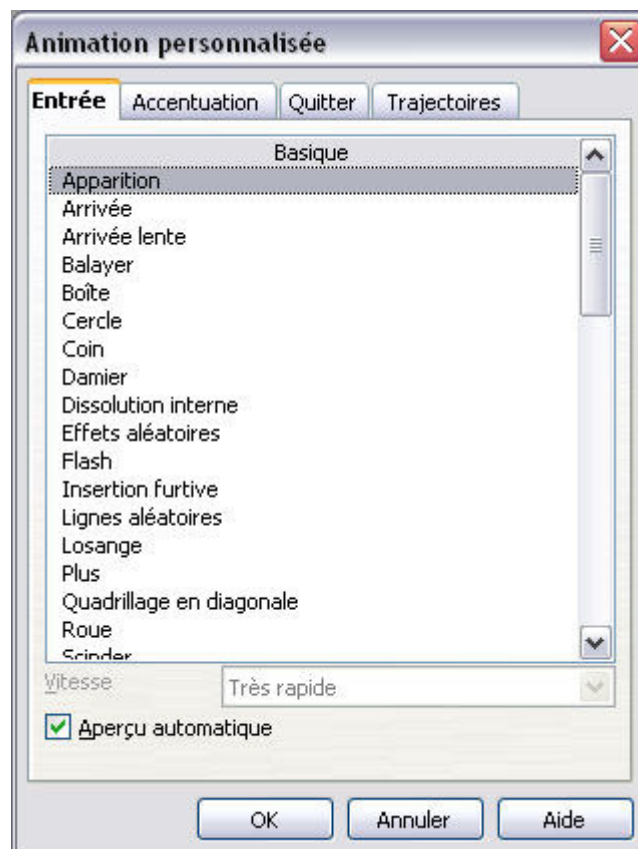 Animation personnalisée
Entrée Accentuation Quitter Trajectoires
Basique
Apparition
Arrivée
Arrivée lente
Balayer
Boîte
Cercle
Coin
Damier
Dissolution interne
Effets aléatoires
Flash
Insertion furtive
Lignes aléatoires
Losange
Plus
Quadrillage en diagonale
Roue
Scinder
Vitesse Très rapide
Aperçu automatique
OK Annuler Aide